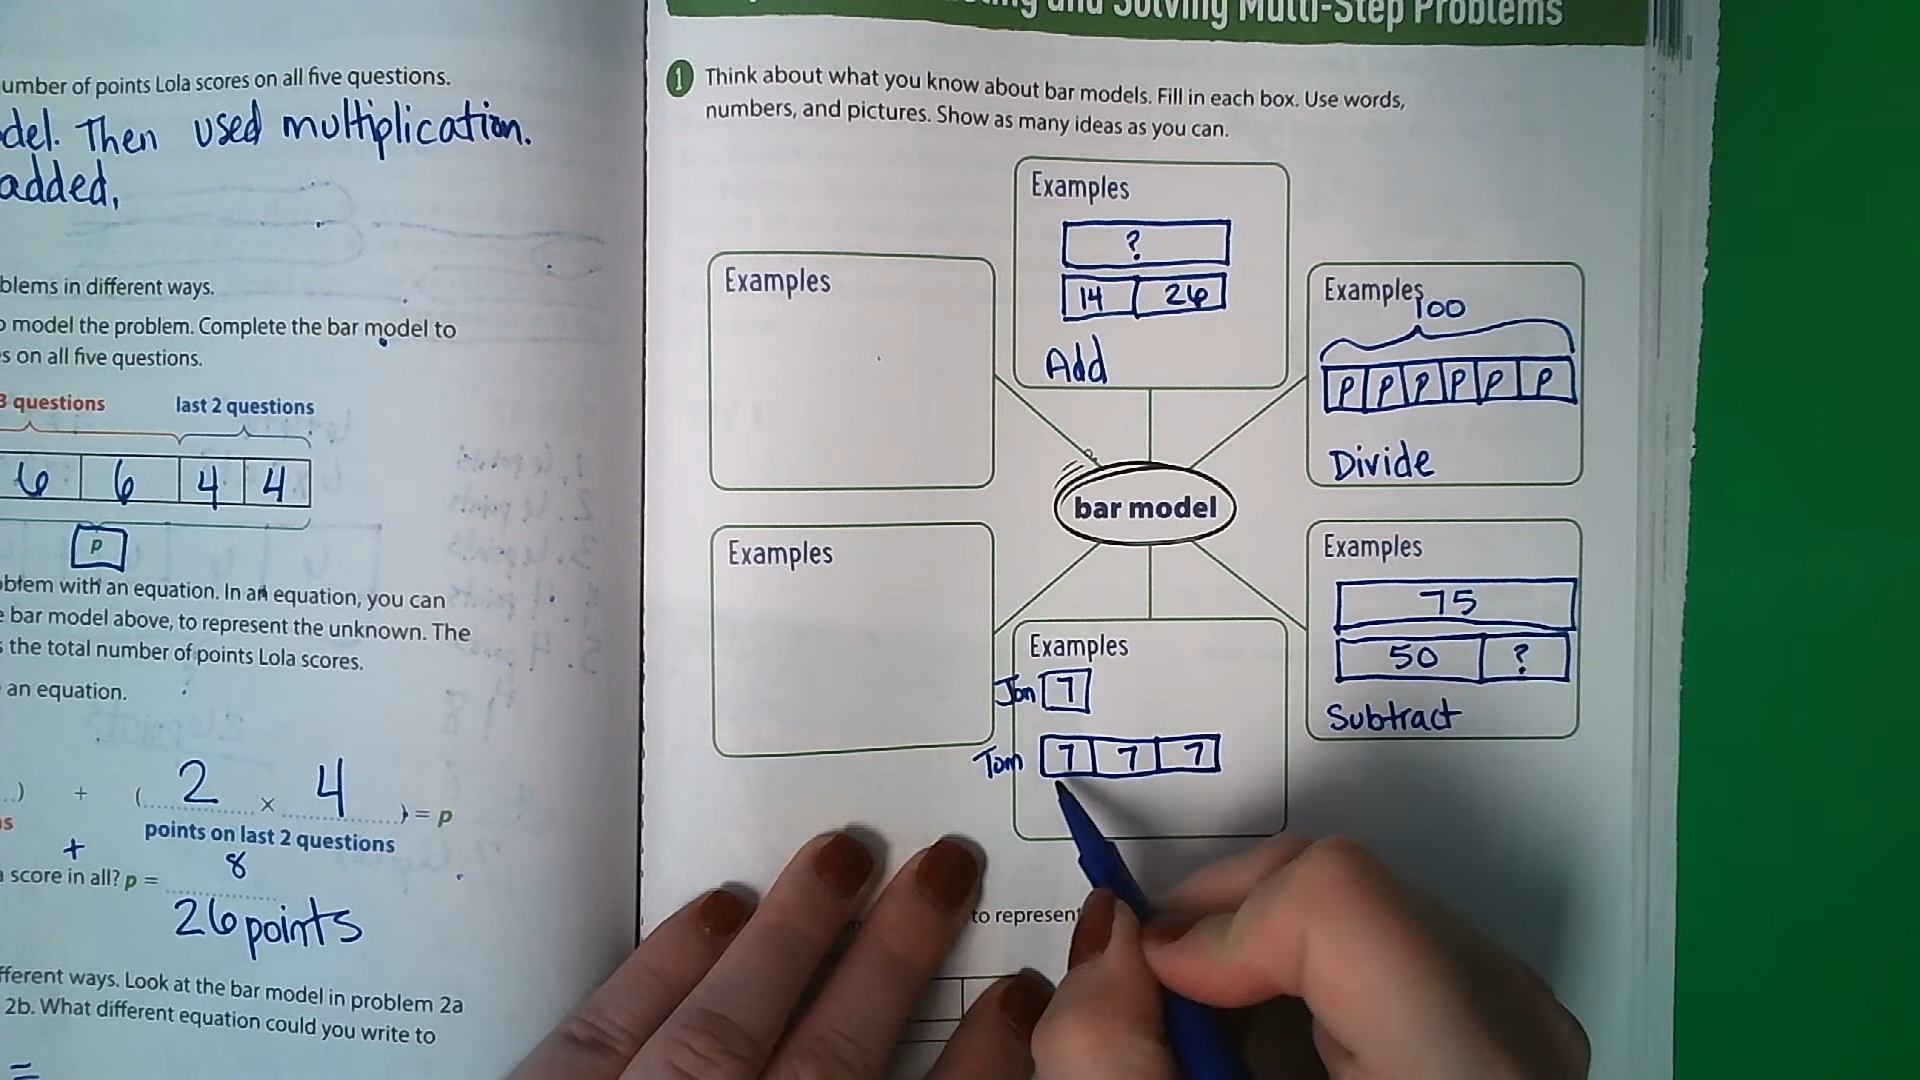 umber of points Lola scores on all five questions.
del. Then used multiplication.
added.
blems in different ways.
o model the problem. Complete the bar model to
s on all five questions.
3 questions last 2 questions
6 6 4 4
p
oblem with an equation. In an equation, you can
e bar model above, to represent the unknown. The
s the total number of points Lola scores.
an equation.
) + ( 2 × 4 ) = p
points on last 2 questions
+ 8
score in all? p =
26 points
fferent ways. Look at the bar model in problem 2a
2b. What different equation could you write to
=
and Solving Multi-Step Problems
1 Think about what you know about bar models. Fill in each box. Use words,
numbers, and pictures. Show as many ideas as you can.
Examples
?
14 26
Add
Examples
Examples
100
P P P P P P
Divide
bar model
Examples
Examples
75
50 ?
Subtract
Examples
Jon 7
Tom 7 7 7
to represent